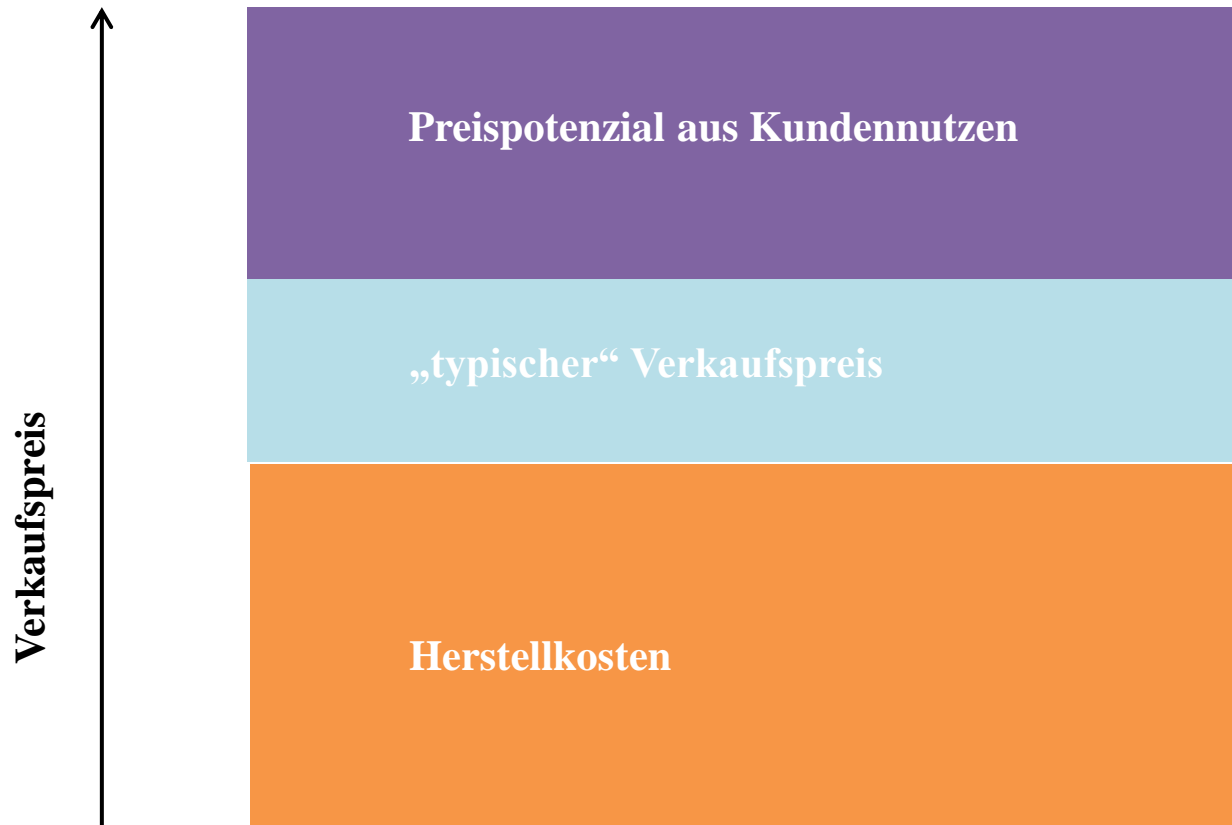 Preispotenzial aus Kundennutzen
„typischer“ Verkaufspreis
Verkaufspreis
Herstellkosten